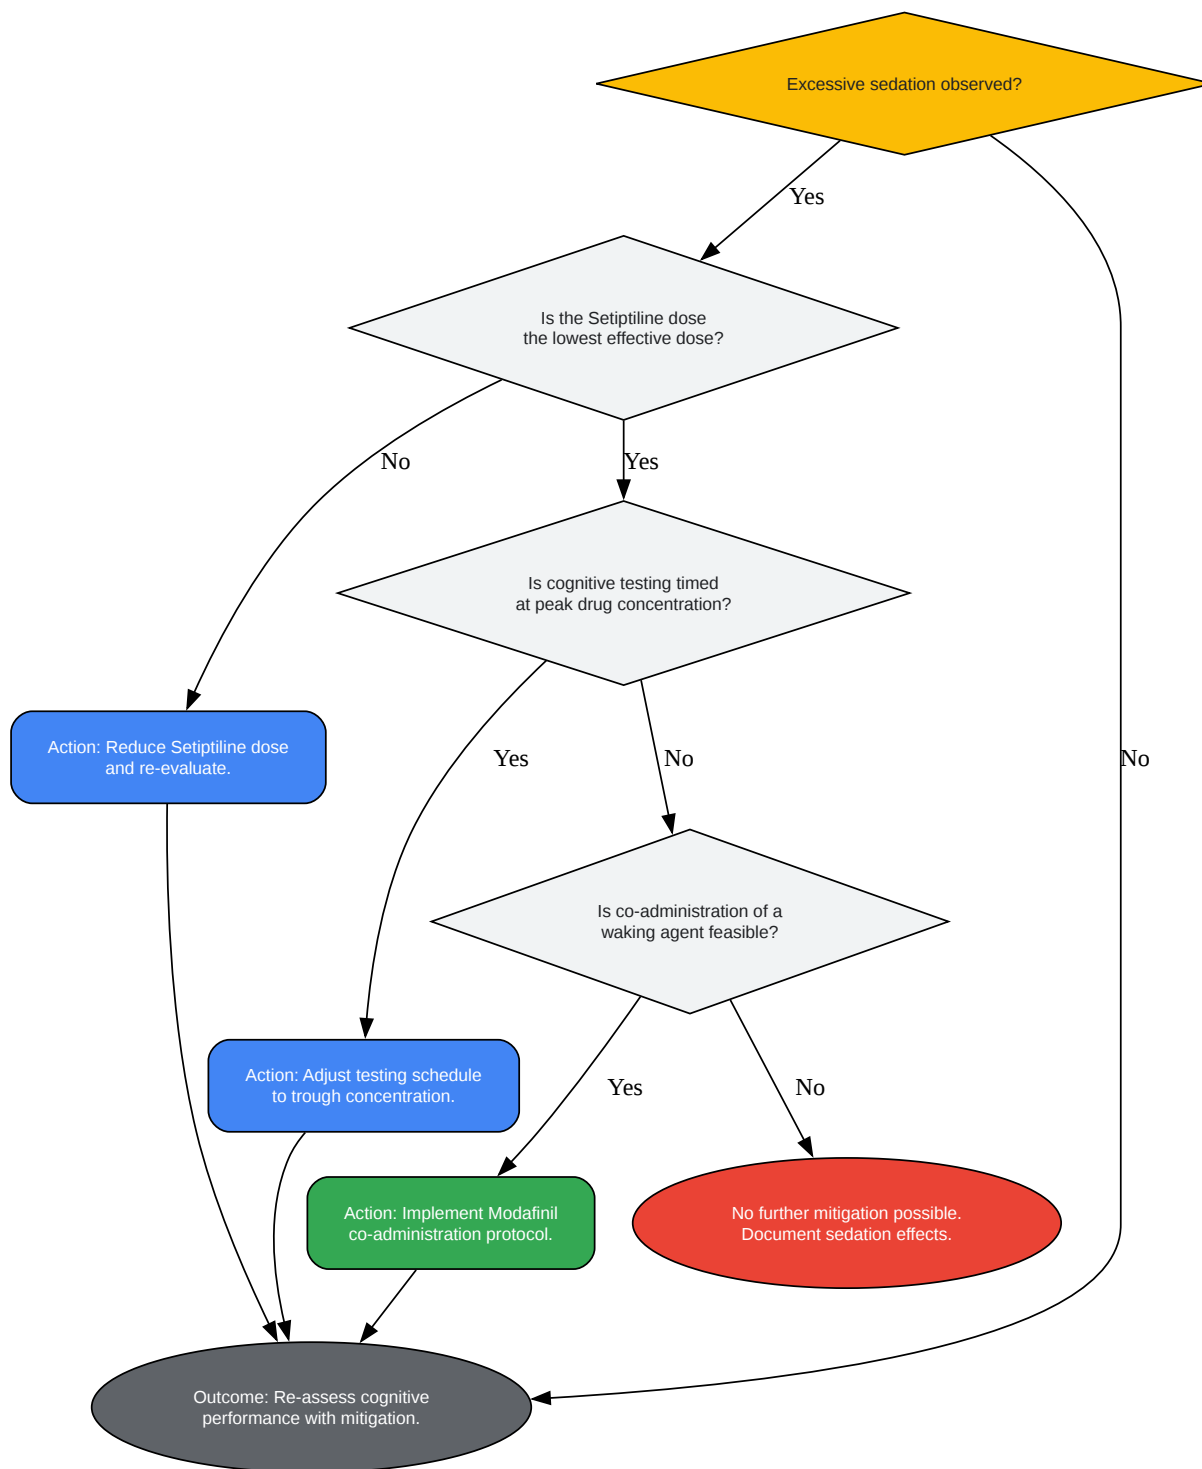 Excessive sedation observed?
Yes
Is the Setiptiline dose
the lowest effective dose?
No
Yes
Is cognitive testing timed
at peak drug concentration?
Action: Reduce Setiptiline dose
and re-evaluate.
Yes
No
No
Is co-administration of a
waking agent feasible?
Action: Adjust testing schedule
to trough concentration.
Yes
No
Action: Implement Modafinil
co-administration protocol.
No further mitigation possible.
Document sedation effects.
Outcome: Re-assess cognitive
performance with mitigation.